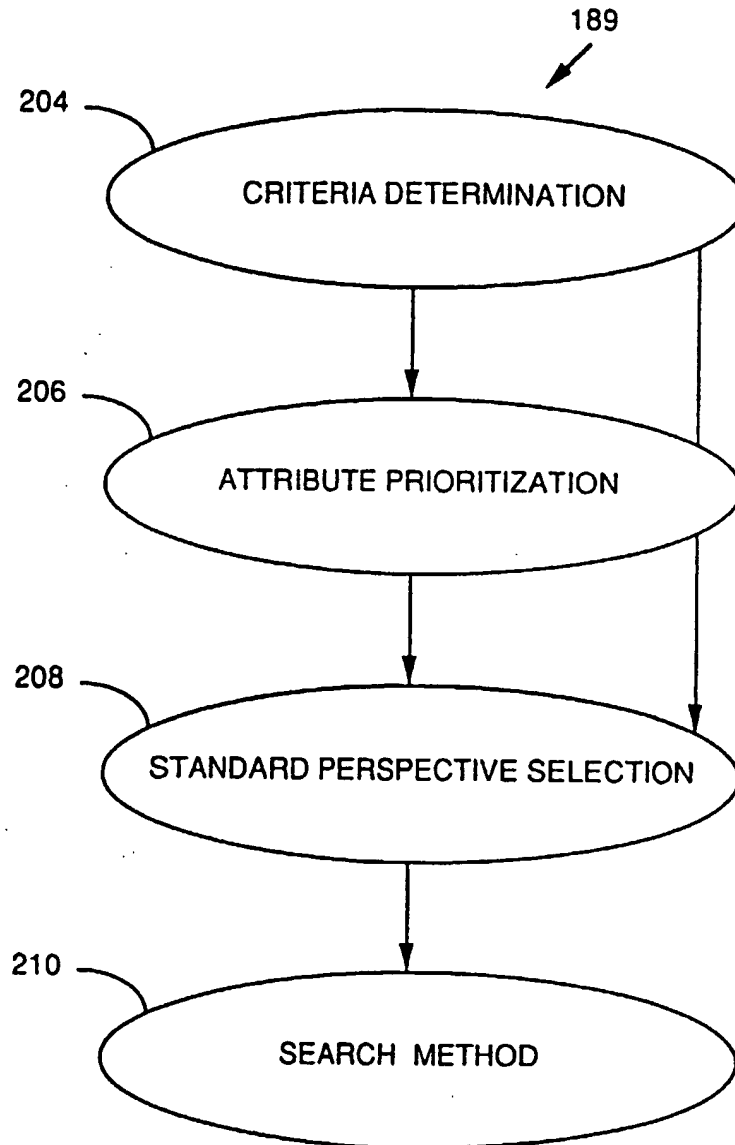 189
204
CRITERIA DETERMINATION
206
ATTRIBUTE PRIORITIZATION
208
STANDARD PERSPECTIVE SELECTION
210
SEARCH METHOD